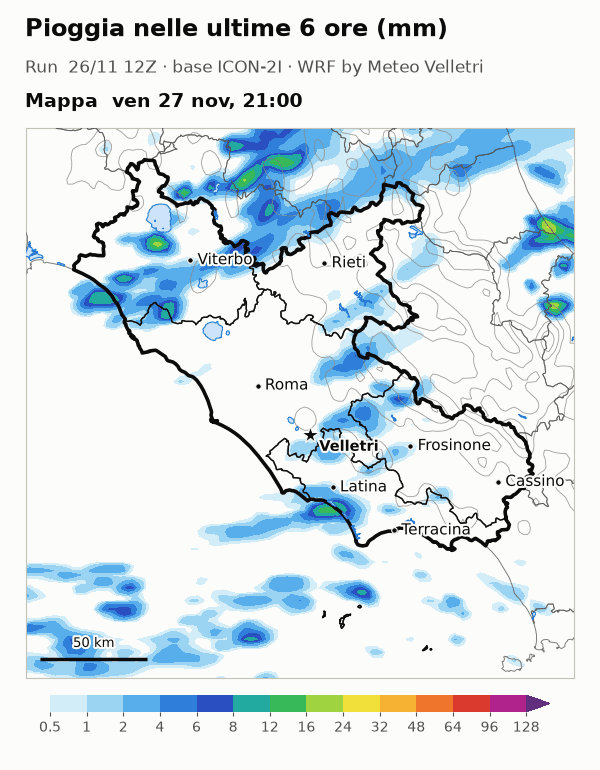 Pioggia nelle ultime 6 ore (mm)
Run  26/11 12Z · base ICON-2I · WRF by Meteo Velletri
Mappa  ven 27 nov, 21:00
Viterbo
Rieti
Roma
Velletri
Frosinone
Latina
Cassino
Terracina
50 km
0.5 1 2 4 6 8 12 16 24 32 48 64 96 128